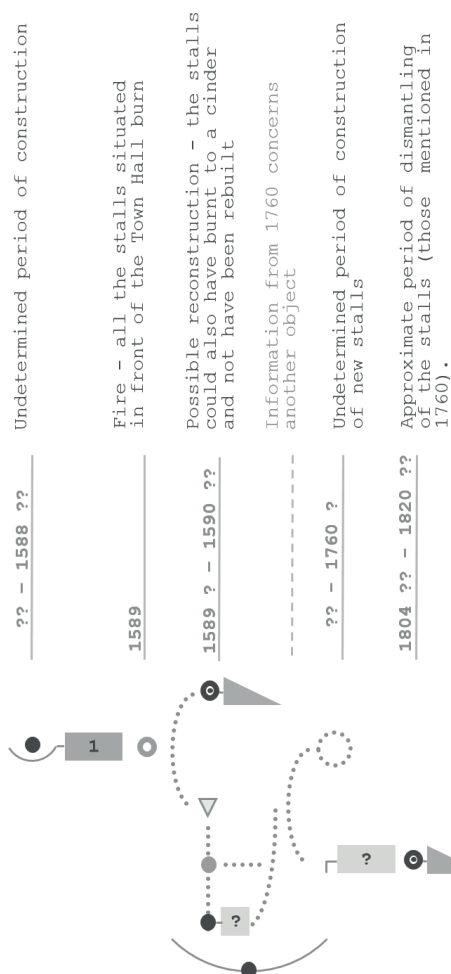 ?? - 1588 ??
Undetermined period of construction
1589
Fire - all the stalls situated
in front of the Town Hall burn
1589 ? - 1590 ??
Possible reconstruction - the stalls
could also have burnt to a cinder
and not have been rebuilt
Information from 1760 concerns
another object
?? - 1760 ?
Undetermined period of construction
of new stalls
1804 ?? - 1820 ??
Approximate period of dismantling
of the stalls (those mentioned in
1760).
1
?
?